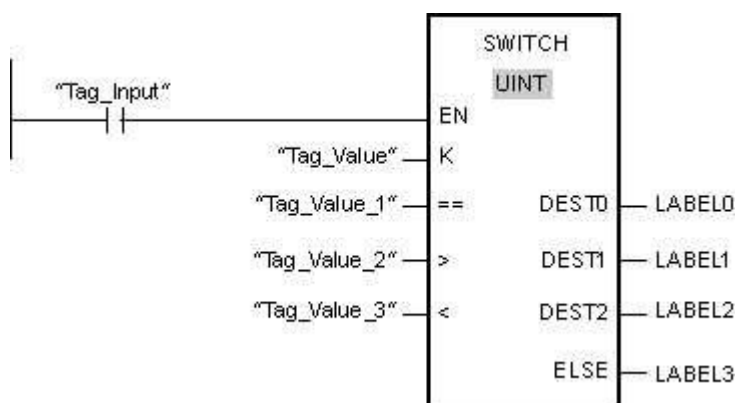 SWITCH
UINT
"Tag_Input"
EN
"Tag_Value" K
"Tag_Value_1" == DEST0 LABEL0
"Tag_Value_2" > DEST1 LABEL1
"Tag_Value_3" < DEST2 LABEL2
ELSE LABEL3